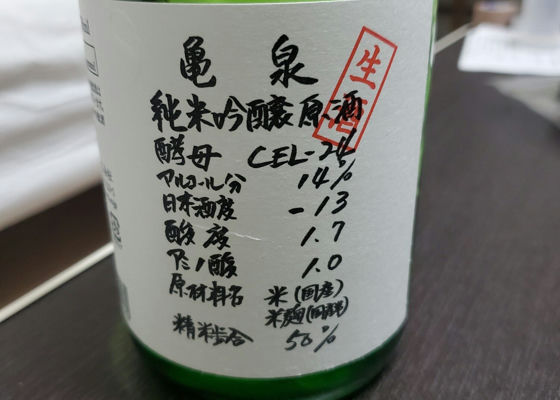 亀泉
生酒
純米吟醸原酒
酵母 CEL-24
アルコール分 14%
日本酒度 -13
酸度 1.7
アミノ酸 1.0
原材料名 米(国産)
米麹(国産米)
精米歩合 50%